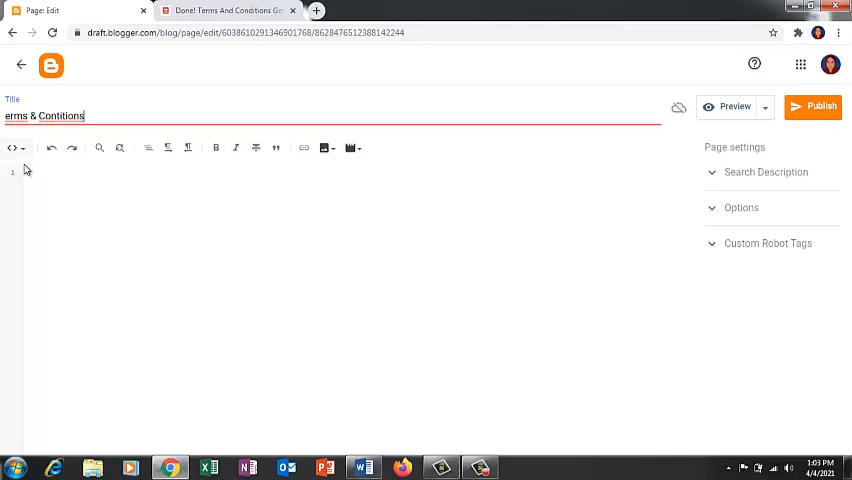 Page: Edit
Done! Terms And Conditions Ge
draft.blogger.com/blog/page/edit/6038610291346901768/8628476512388142244
Title
erms & Contitions
Preview
Publish
Page settings
1
Search Description
Options
Custom Robot Tags
1:03 PM
4/4/2021